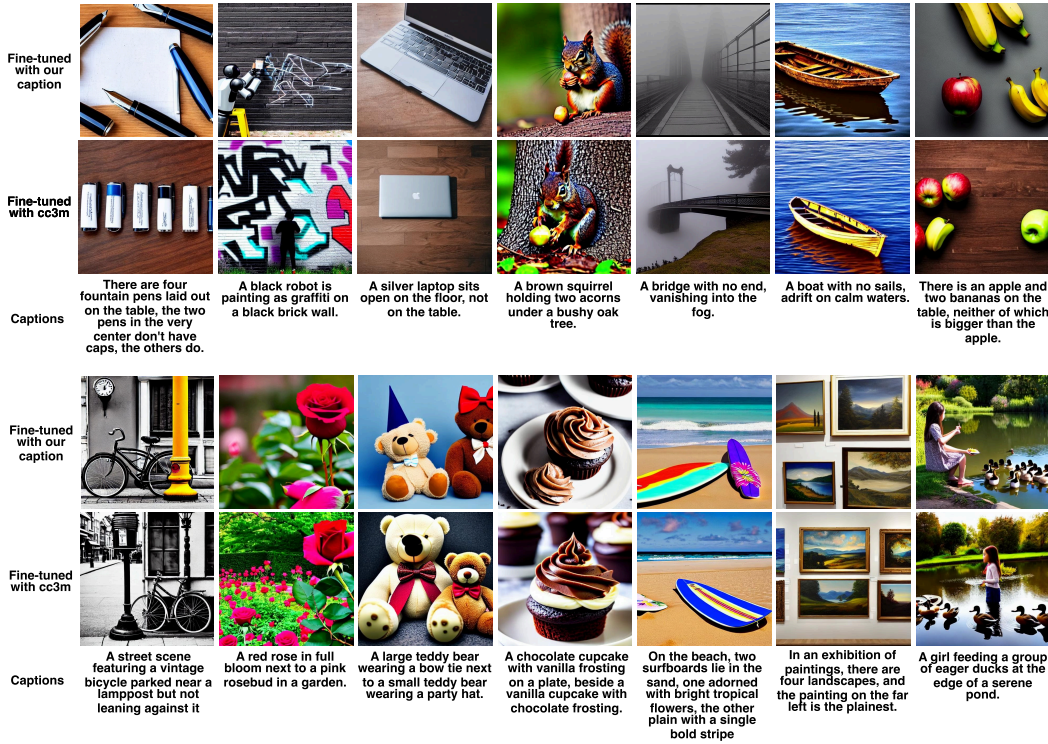 Fine-tuned
with our
caption
Fine-tuned
with cc3m
Captions
There are four
fountain pens laid out
on the table, the two
pens in the very
center don't have
caps, the others do.
A black robot is
painting as graffiti on
a black brick wall.
A silver laptop sits
open on the floor, not
on the table.
A brown squirrel
holding two acorns
under a bushy oak
tree.
A bridge with no end,
vanishing into the
fog.
A boat with no sails,
adrift on calm waters.
There is an apple and
two bananas on the
table, neither of which
is bigger than the
apple.
Fine-tuned
with our
caption
Fine-tuned
with cc3m
Captions
A street scene
featuring a vintage
bicycle parked near a
lamppost but not
leaning against it
A red rose in full
bloom next to a pink
rosebud in a garden.
A large teddy bear
wearing a bow tie next
to a small teddy bear
wearing a party hat.
A chocolate cupcake
with vanilla frosting
on a plate, beside a
vanilla cupcake with
chocolate frosting.
On the beach, two
surfboards lie in the
sand, one adorned
with bright tropical
flowers, the other
plain with a single
bold stripe
In an exhibition of
paintings, there are
four landscapes, and
the painting on the far
left is the plainest.
A girl feeding a group
of eager ducks at the
edge of a serene
pond.